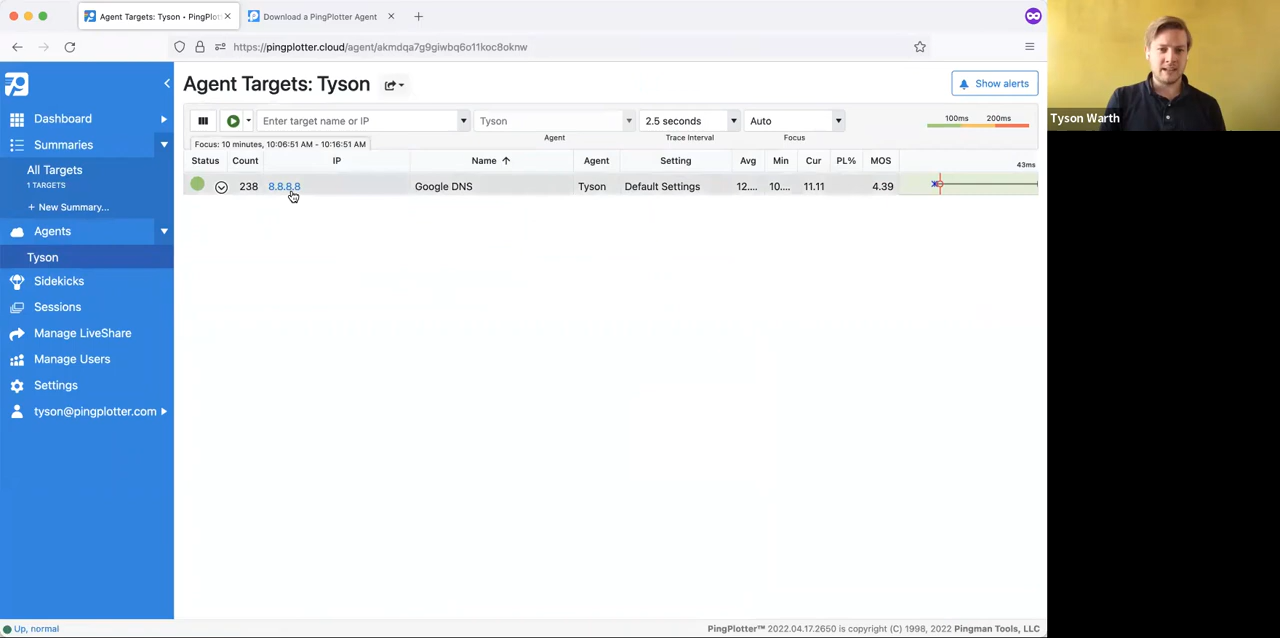 Agent Targets: Tyson • PingPlot
Download a PingPlotter Agent
https://pingplotter.cloud/agent/akmdqa7g9giwbq6o11koc8oknw
Agent Targets: Tyson
Show alerts
Dashboard
Summaries
All Targets
1 TARGETS
+ New Summary...
Agents
Tyson
Sidekicks
Sessions
Manage LiveShare
Manage Users
Settings
tyson@pingplotter.com
Enter target name or IP
Tyson
2.5 seconds
Auto
100ms 200ms
Agent
Trace Interval
Focus
Focus: 10 minutes, 10:06:51 AM - 10:16:51 AM
Status Count IP Name Agent Setting Avg Min Cur PL% MOS 43ms
238 8.8.8.8 Google DNS Tyson Default Settings 12.... 10.... 11.11 4.39
Tyson Warth
Up, normal
PingPlotter™ 2022.04.17.2650 is copyright (C) 1998, 2022 Pingman Tools, LLC